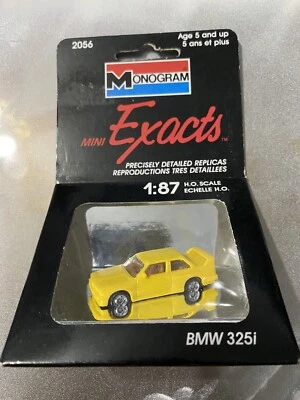 2056
Age 5 and up
5 ans et plus
MONOGRAM
MINI Exacts™
PRECISELY DETAILED REPLICAS
REPRODUCTIONS TRES DETAILLEES
1:87 H.O. SCALE
ECHELLE H.O.
BMW 325i